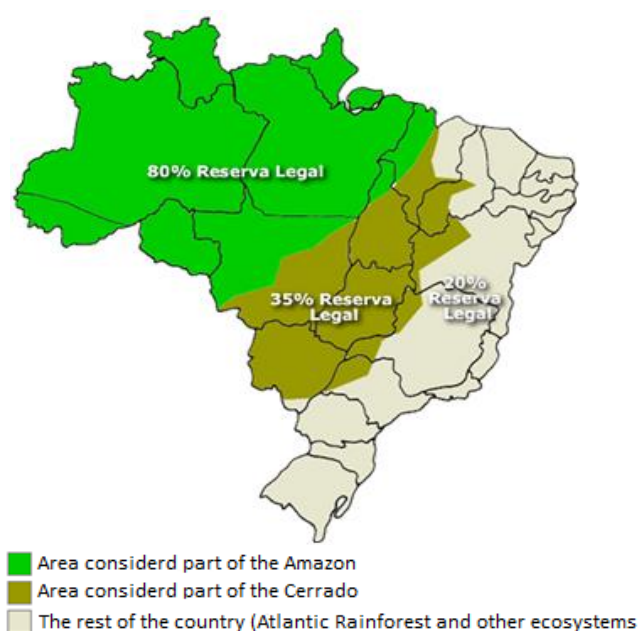 80% Reserva Legal
35% Reserva
Legal
20%
Reserva
Legal
Area considerd part of the Amazon
Area considerd part of the Cerrado
The rest of the country (Atlantic Rainforest and other ecosystems